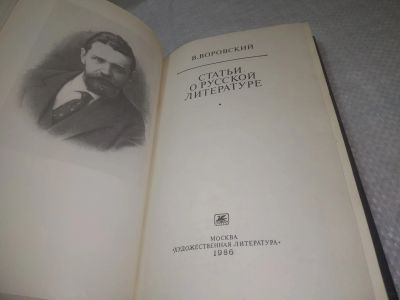 В. ВОРОВСКИЙ
СТАТЬИ
О РУССКОЙ
ЛИТЕРАТУРЕ
МОСКВА
«ХУДОЖЕСТВЕННАЯ ЛИТЕРАТУРА»
1986